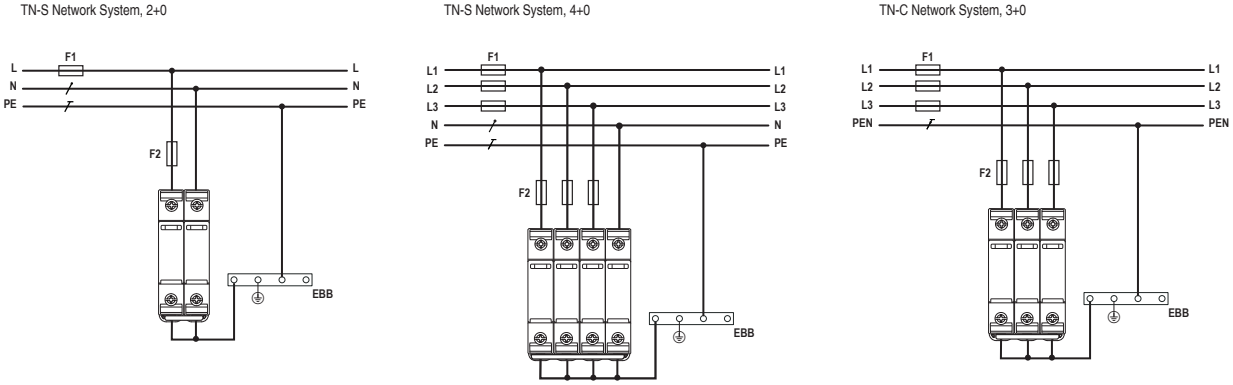 TN-S Network System, 2+0
F1
L L
N N
PE PE
F2
EBB
TN-S Network System, 4+0
F1
L1 L1
L2 L2
L3 L3
N N
PE PE
F2
EBB
TN-C Network System, 3+0
F1
L1 L1
L2 L2
L3 L3
PEN PEN
F2
EBB